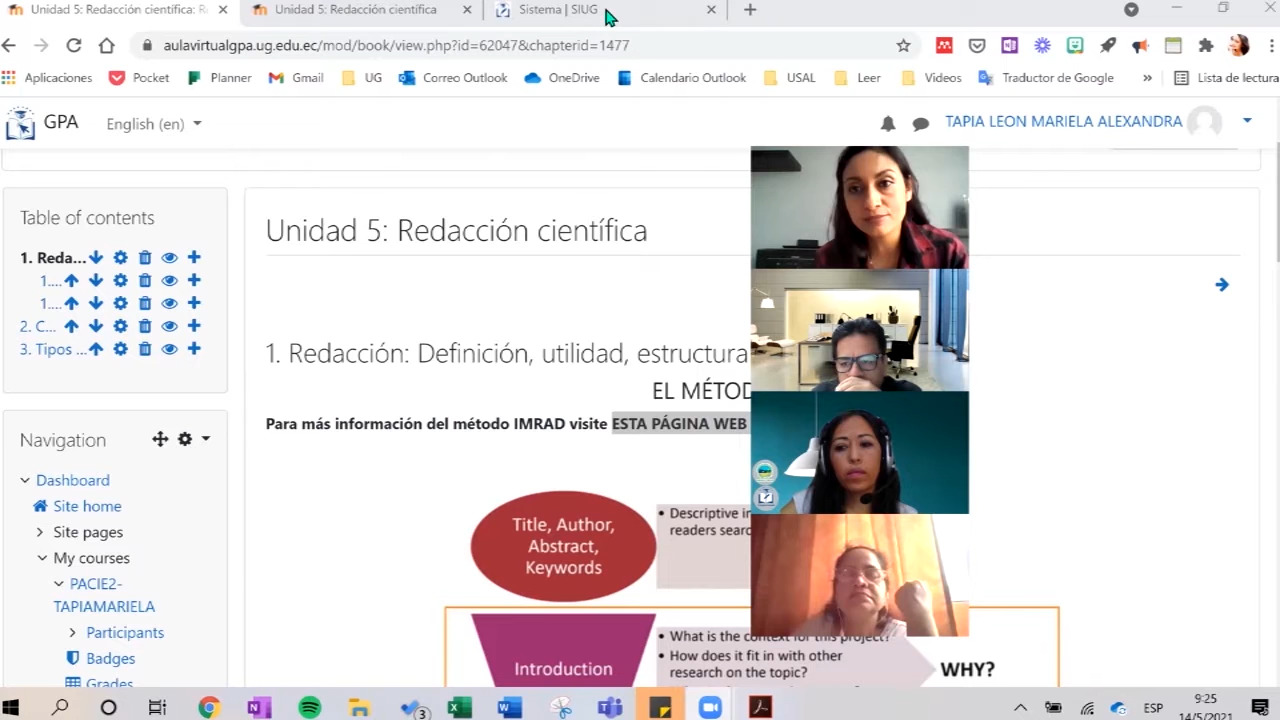 Unidad 5: Redacción científica: R
Unidad 5: Redacción científica
Sistema | SIUG
aulavirtualgpa.ug.edu.ec/mod/book/view.php?id=62047&chapterid=1477
Aplicaciones Pocket Planner Gmail UG Correo Outlook OneDrive Calendario Outlook USAL Leer Videos Traductor de Google » Lista de lectura
GPA English (en) TAPIA LEON MARIELA ALEXANDRA
Table of contents
1. Reda...
1....
1....
2. C...
3. Tipos ...
Navigation
Dashboard
Site home
Site pages
My courses
PACIE2-
TAPIAMARIELA
Participants
Badges
Grades
Unidad 5: Redacción científica
1. Redacción: Definición, utilidad, estructura
EL MÉTOD
Para más información del método IMRAD visite ESTA PÁGINA WEB
Title, Author,
Abstract,
Keywords
• Descriptive in
readers searc
Introduction
• What is the context for this project?
• How does it fit in with other
research on the topic?
WHY?
3
ESP
9:25
14/5/2021